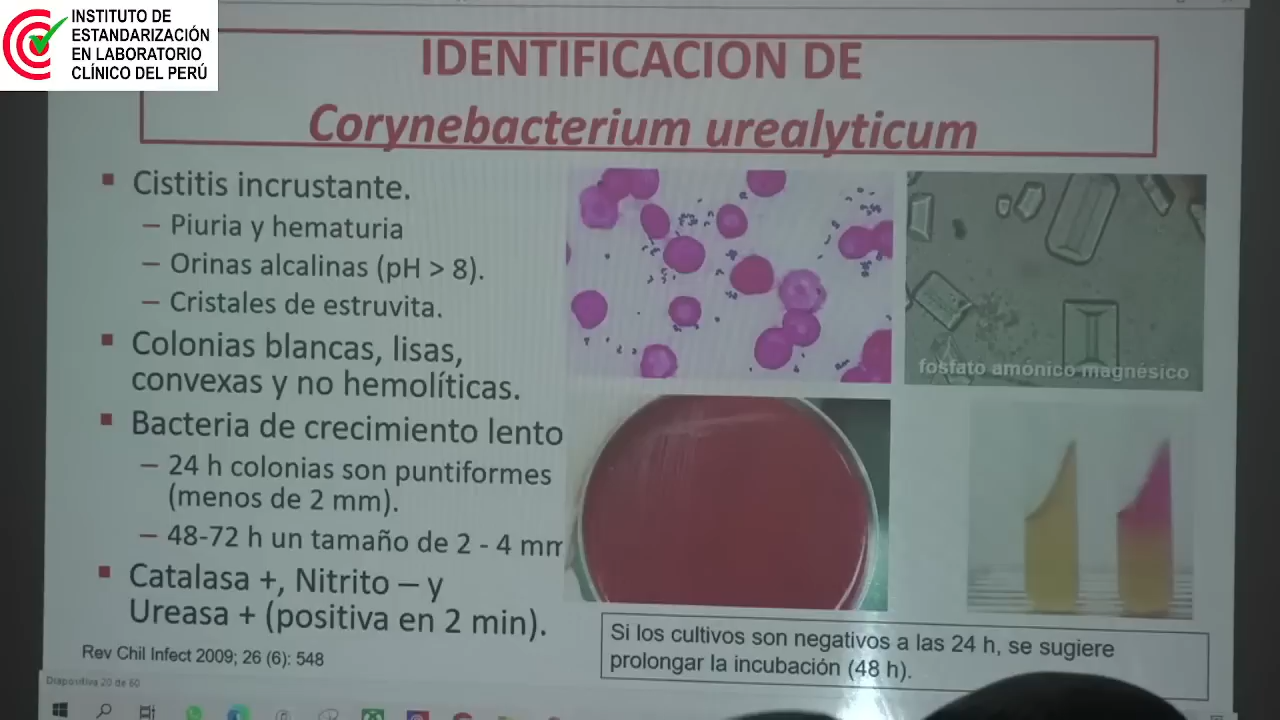 INSTITUTO DE
ESTANDARIZACIÓN
EN LABORATORIO
CLÍNICO DEL PERÚ
IDENTIFICACION DE
Corynebacterium urealyticum
Cistitis incrustante.
– Piuria y hematuria
– Orinas alcalinas (pH > 8).
– Cristales de estruvita.
Colonias blancas, lisas,
convexas y no hemolíticas.
Bacteria de crecimiento lento
– 24 h colonias son puntiformes
(menos de 2 mm).
– 48-72 h un tamaño de 2 - 4 mm
Catalasa +, Nitrito – y
Ureasa + (positiva en 2 min).
Rev Chil Infect 2009; 26 (6): 548
fosfato amónico magnésico
Si los cultivos son negativos a las 24 h, se sugiere
prolongar la incubación (48 h).
Diapositiva 20 de 60